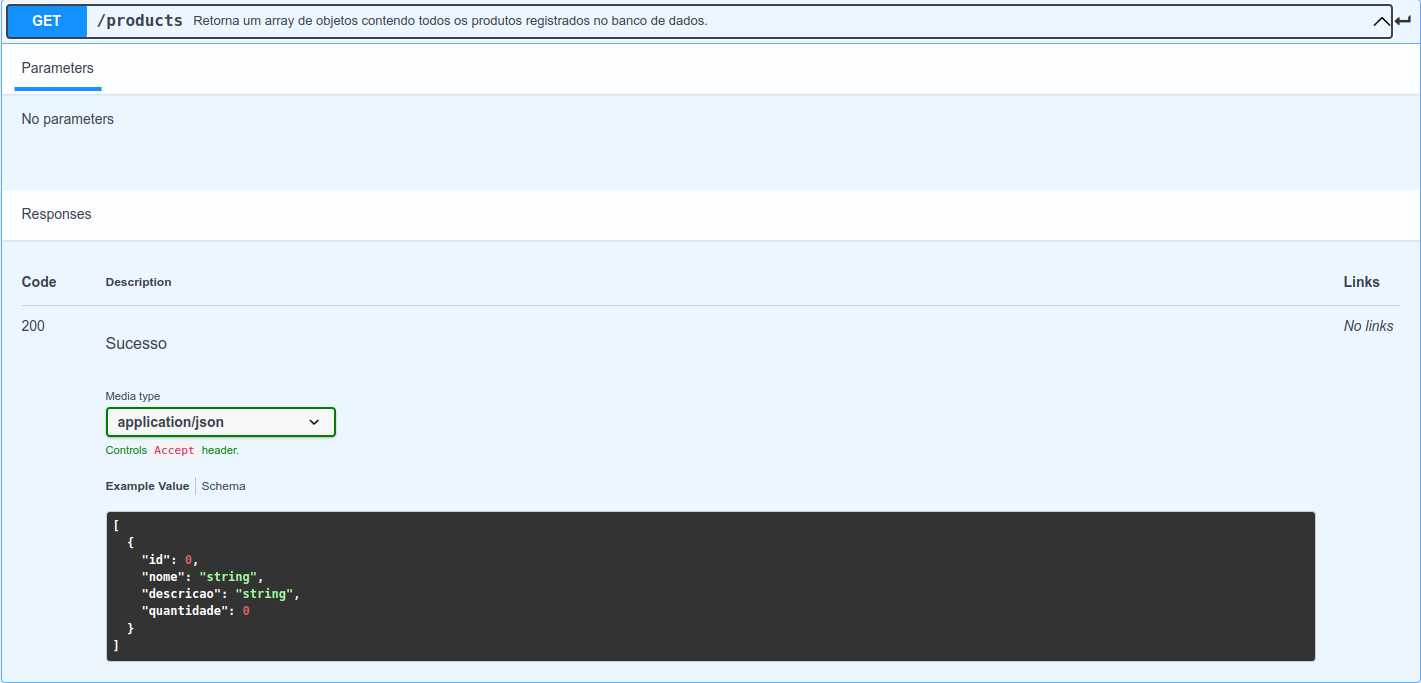 GET /products Retorna um array de objetos contendo todos os produtos registrados no banco de dados.
Parameters
No parameters
Responses
Code Description Links
200 Sucesso No links
Media type
application/json
Controls Accept header.
Example Value Schema
[
  {
    "id": 0,
    "nome": "string",
    "descricao": "string",
    "quantidade": 0
  }
]